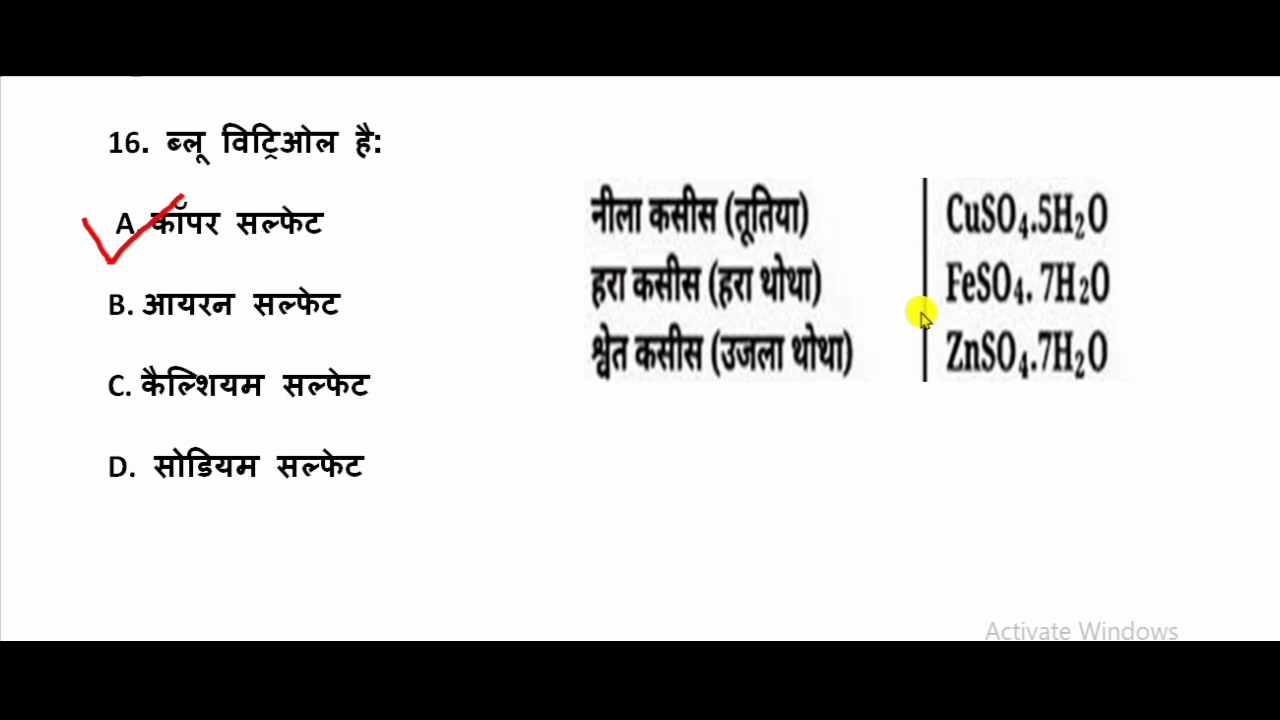 16. ब्लू विट्रिओल है:
A. कॉपर सल्फेट
B. आयरन सल्फेट
C. कैल्शियम सल्फेट
D. सोडियम सल्फेट
नीला कसीस (तूतिया) CuSO₄.5H₂O
हरा कसीस (हरा थोथा) FeSO₄. 7H₂O
श्वेत कसीस (उजला थोथा) ZnSO₄.7H₂O
Activate Windows